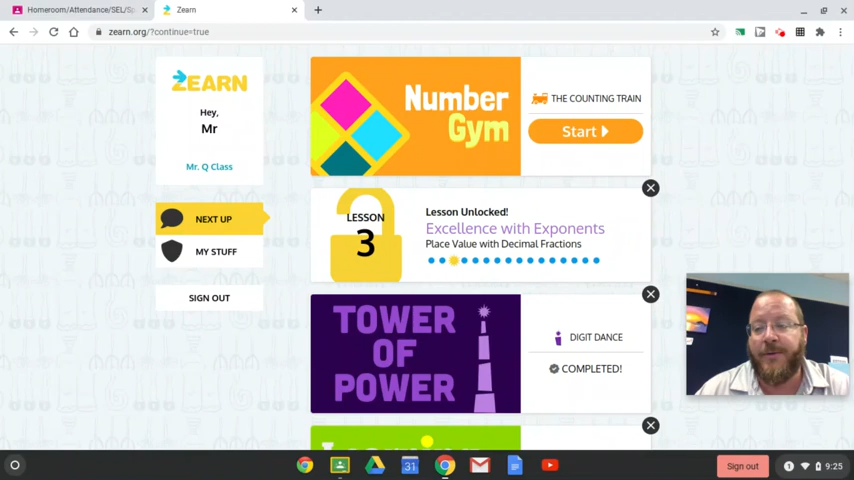 Homeroom/Attendance/SEL/Sp
Zearn
zearn.org/?continue=true
ZEARN
Hey,
Mr
Mr. Q Class
NEXT UP
MY STUFF
SIGN OUT
Number
Gym
THE COUNTING TRAIN
Start
LESSON
3
Lesson Unlocked!
Excellence with Exponents
Place Value with Decimal Fractions
TOWER
OF
POWER
DIGIT DANCE
COMPLETED!
31
Sign out
1
9:25